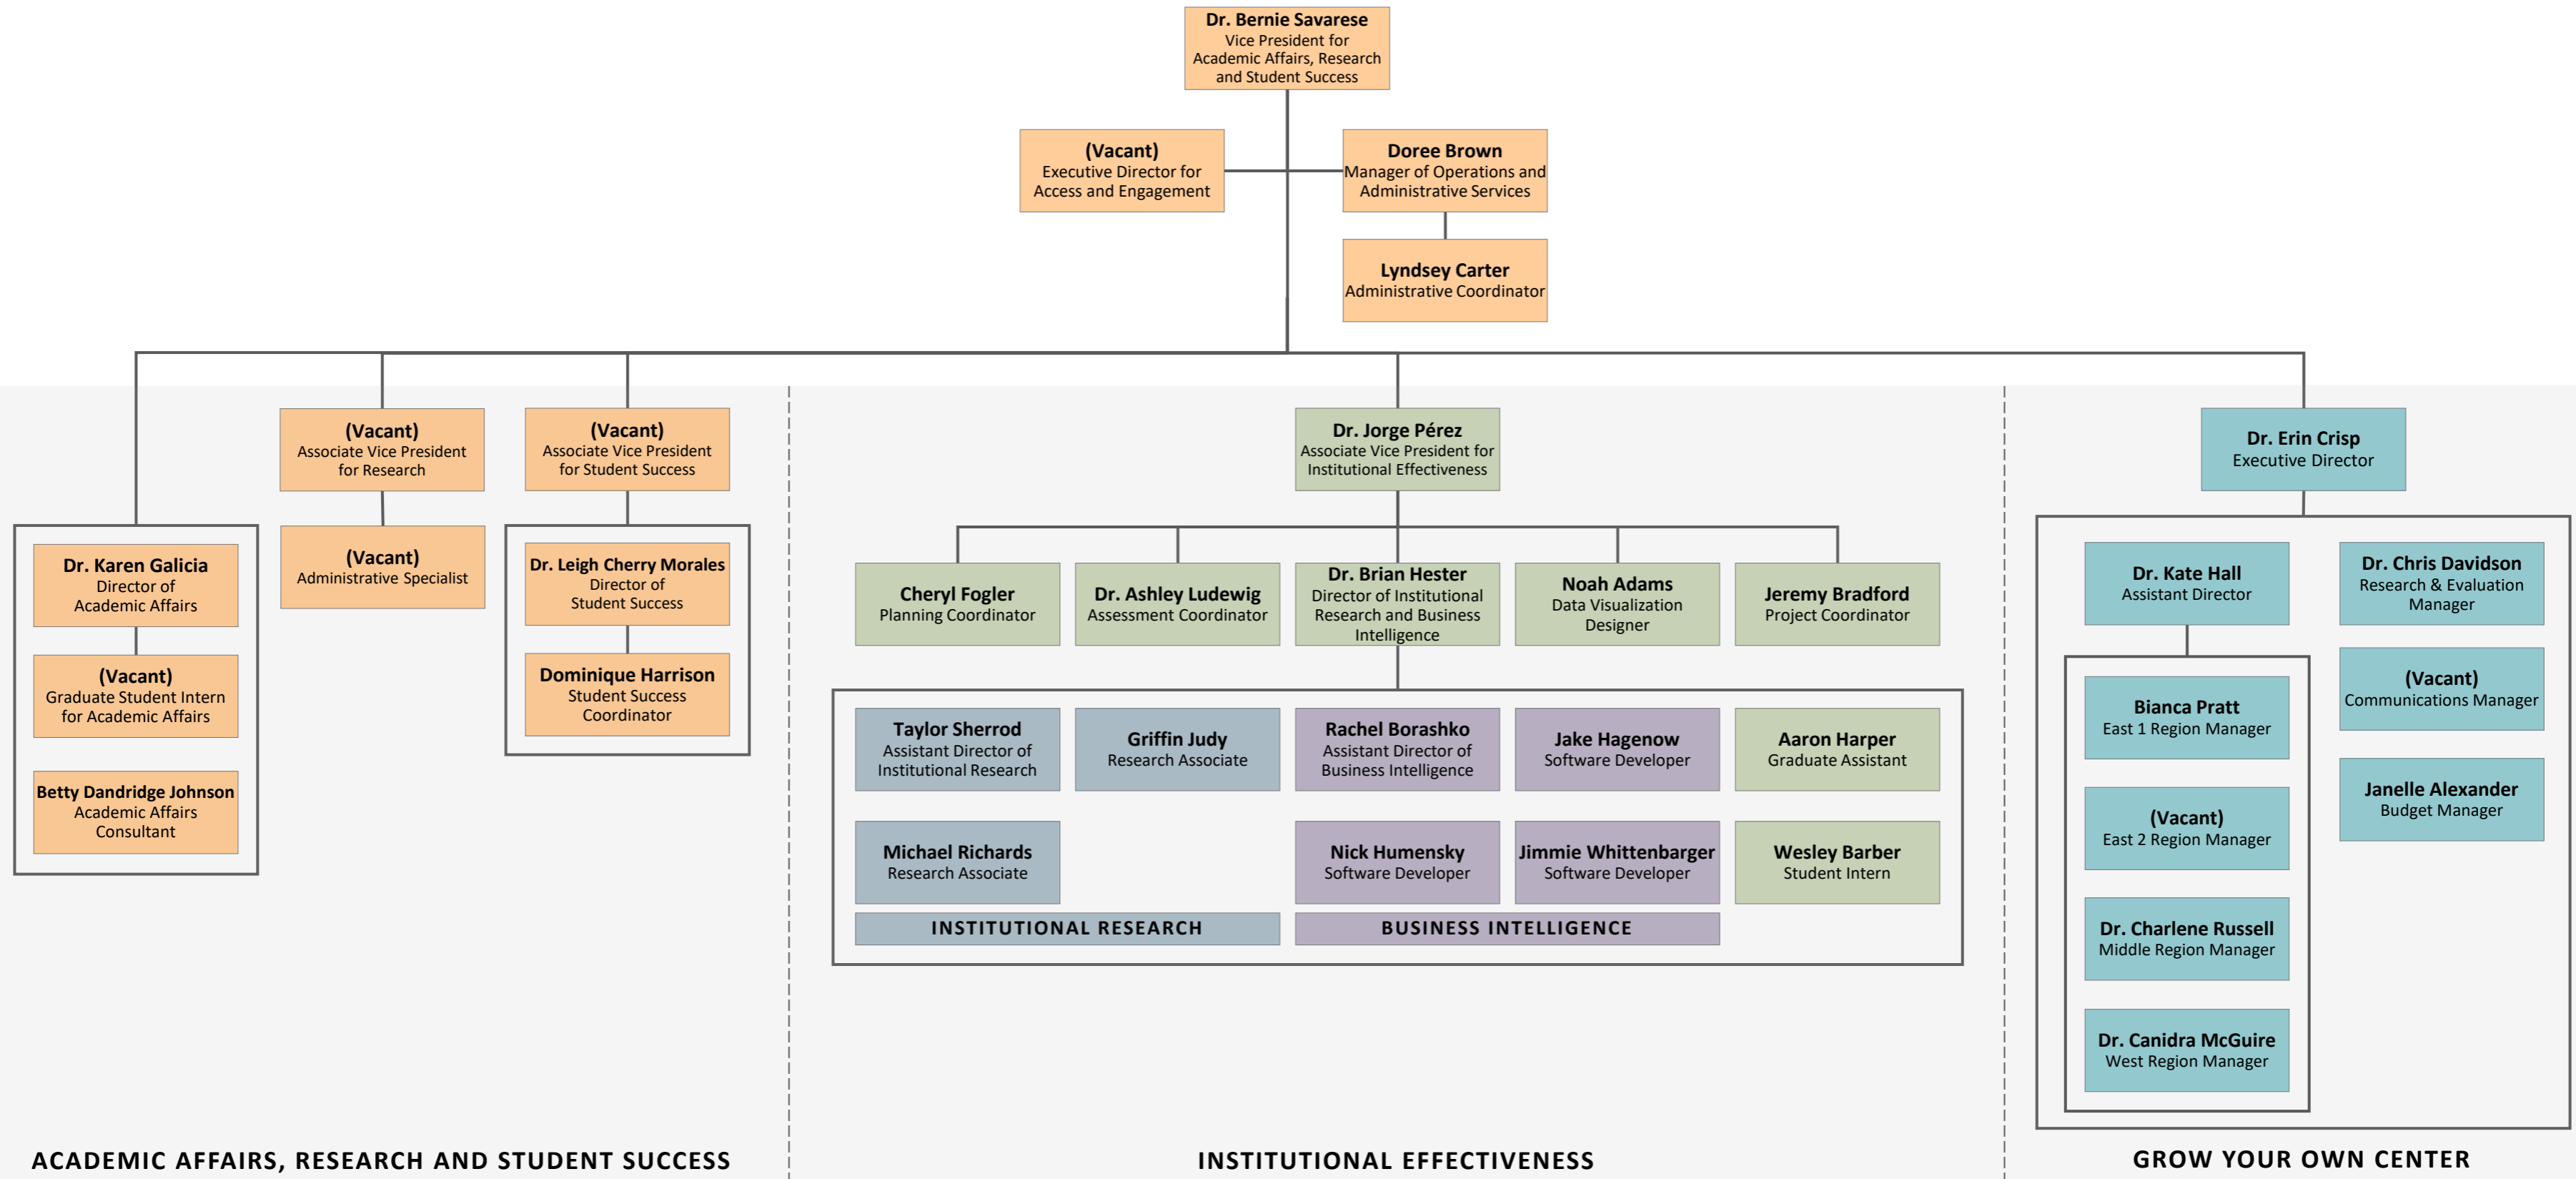 Dr. Bernie Savarese
Vice President for
Academic Affairs, Research
and Student Success
(Vacant)
Executive Director for
Access and Engagement
Doree Brown
Manager of Operations and
Administrative Services
Lyndsey Carter
Administrative Coordinator
(Vacant)
Associate Vice President
for Research
(Vacant)
Administrative Specialist
(Vacant)
Associate Vice President
for Student Success
Dr. Karen Galicia
Director of
Academic Affairs
(Vacant)
Graduate Student Intern
for Academic Affairs
Betty Dandridge Johnson
Academic Affairs
Consultant
Dr. Leigh Cherry Morales
Director of
Student Success
Dominique Harrison
Student Success
Coordinator
ACADEMIC AFFAIRS, RESEARCH AND STUDENT SUCCESS
Dr. Jorge Pérez
Associate Vice President for
Institutional Effectiveness
Cheryl Fogler
Planning Coordinator
Dr. Ashley Ludewig
Assessment Coordinator
Dr. Brian Hester
Director of Institutional
Research and Business
Intelligence
Noah Adams
Data Visualization
Designer
Jeremy Bradford
Project Coordinator
Taylor Sherrod
Assistant Director of
Institutional Research
Griffin Judy
Research Associate
Rachel Borashko
Assistant Director of
Business Intelligence
Jake Hagenow
Software Developer
Aaron Harper
Graduate Assistant
Michael Richards
Research Associate
Nick Humensky
Software Developer
Jimmie Whittenbarger
Software Developer
Wesley Barber
Student Intern
INSTITUTIONAL RESEARCH
BUSINESS INTELLIGENCE
INSTITUTIONAL EFFECTIVENESS
Dr. Erin Crisp
Executive Director
Dr. Kate Hall
Assistant Director
Bianca Pratt
East 1 Region Manager
(Vacant)
East 2 Region Manager
Dr. Charlene Russell
Middle Region Manager
Dr. Canidra McGuire
West Region Manager
Dr. Chris Davidson
Research & Evaluation
Manager
(Vacant)
Communications Manager
Janelle Alexander
Budget Manager
GROW YOUR OWN CENTER